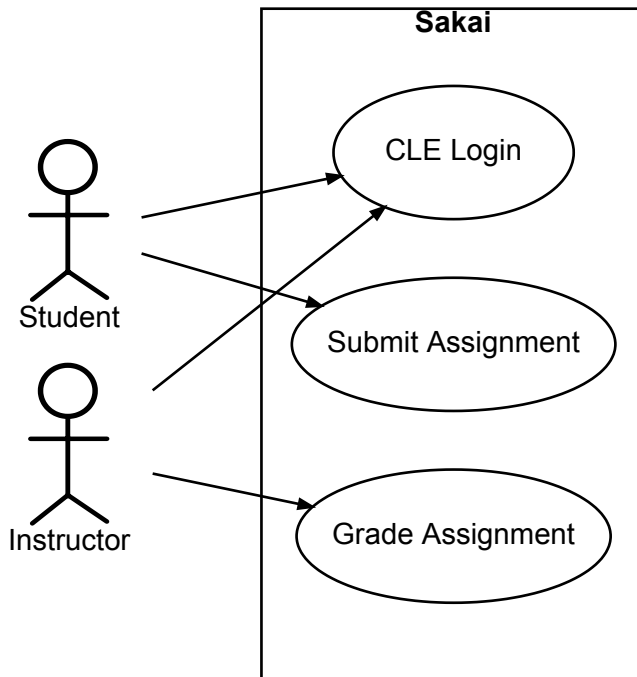 Sakai
CLE Login
Student
Submit Assignment
Instructor
Grade Assignment